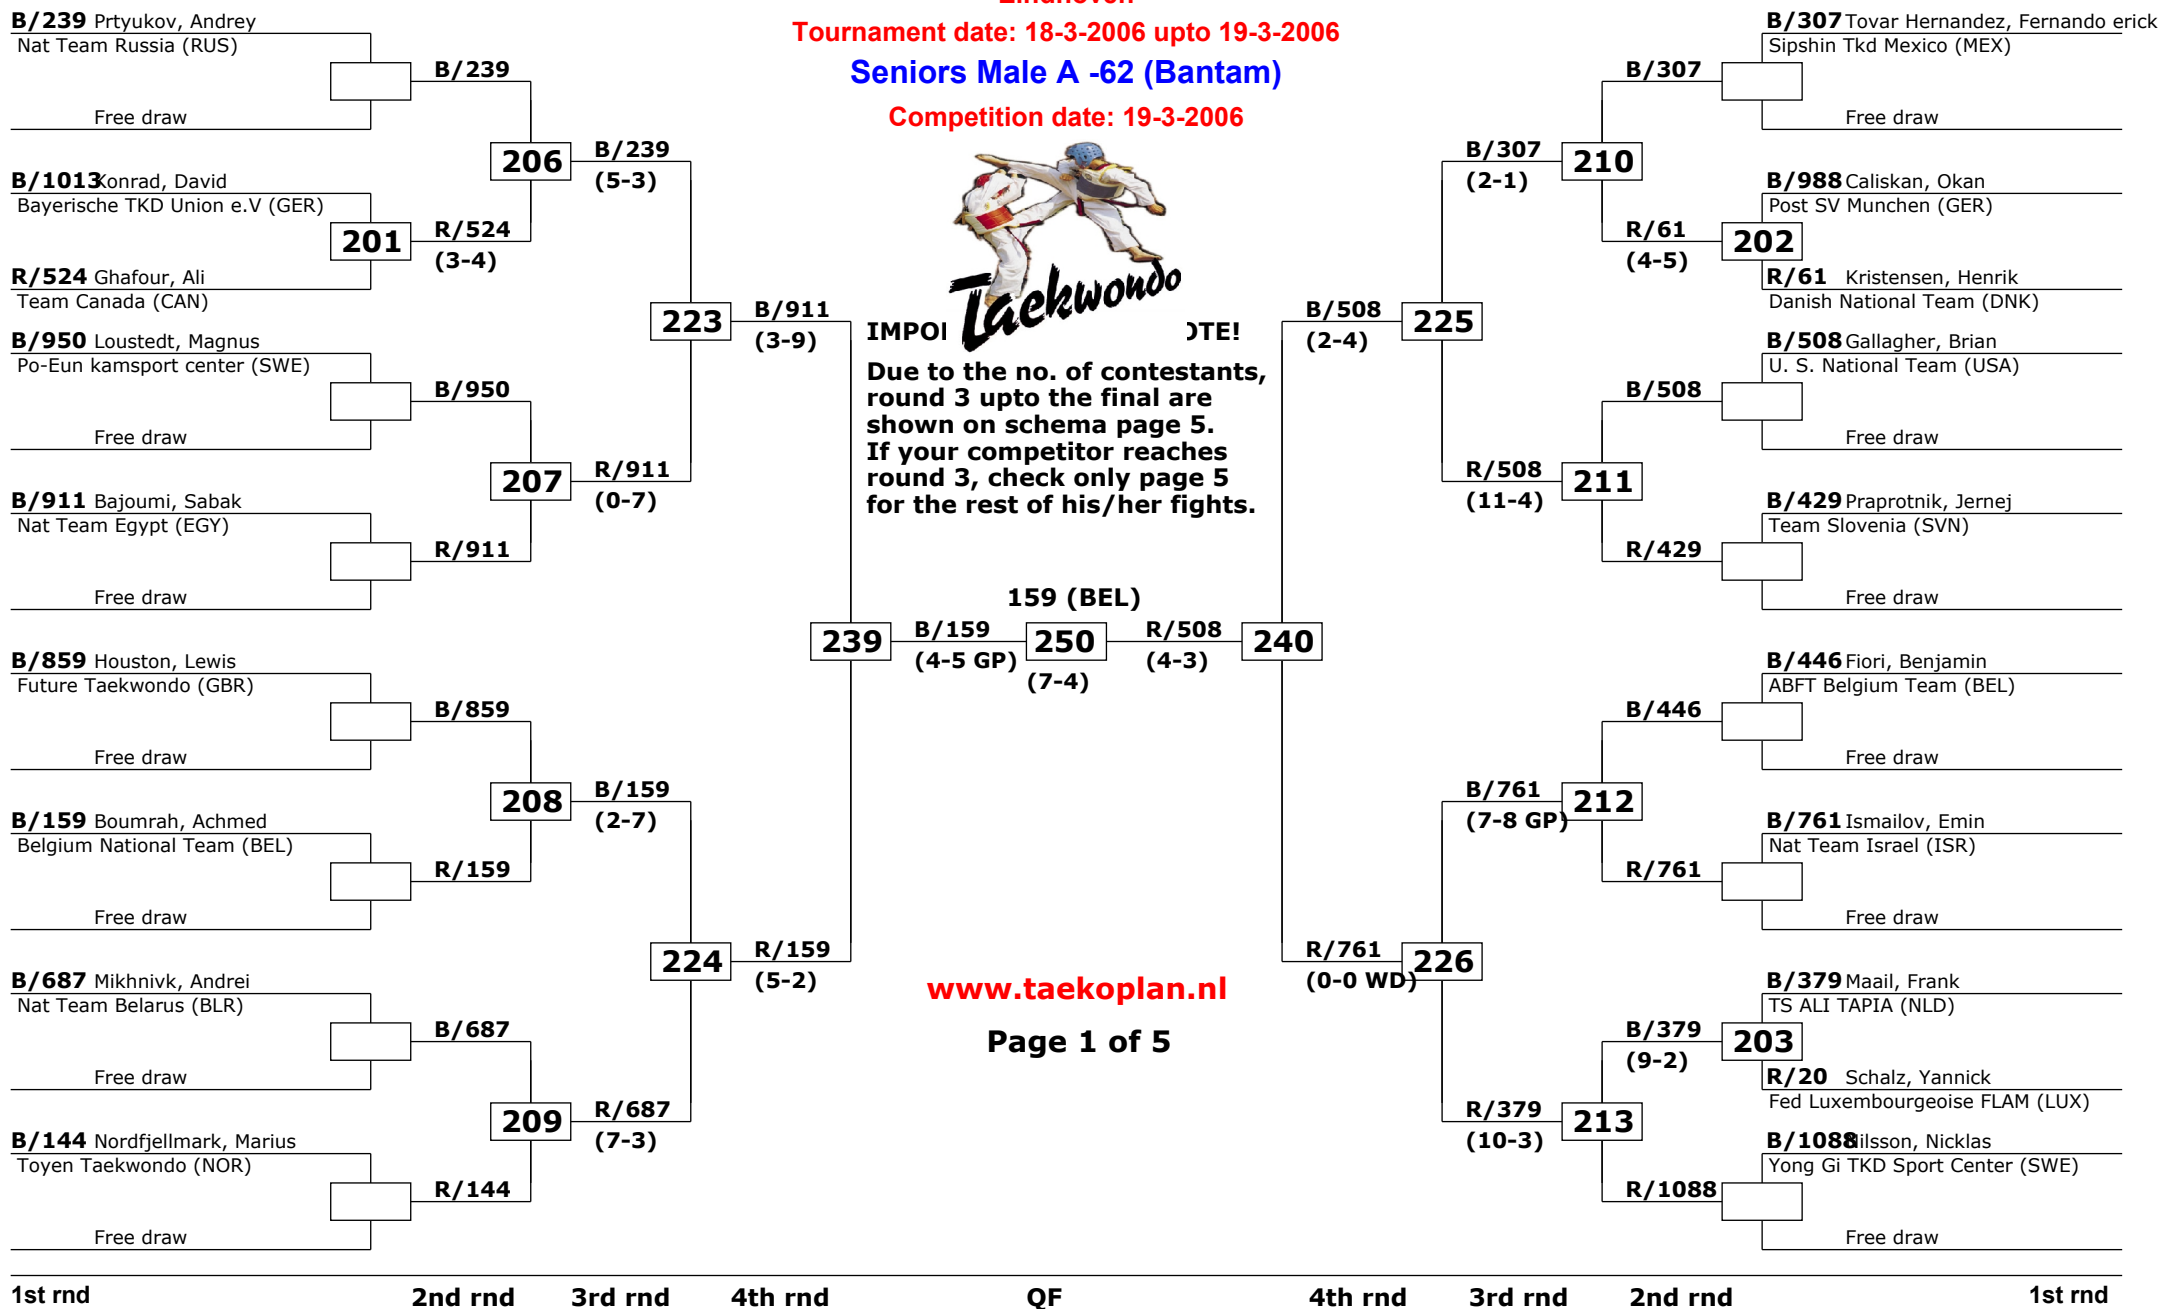 Eindhoven
Tournament date: 18-3-2006 upto 19-3-2006
Seniors Male A -62 (Bantam)
Competition date: 19-3-2006
Taekwondo
IMPO
OTE!
Due to the no. of contestants,
round 3 upto the final are
shown on schema page 5.
If your competitor reaches
round 3, check only page 5
for the rest of his/her fights.
B/239 Prtyukov, Andrey
Nat Team Russia (RUS)
Free draw
B/1013 Konrad, David
Bayerische TKD Union e.V (GER)
201
R/524 Ghafour, Ali
Team Canada (CAN)
B/950 Loustedt, Magnus
Po-Eun kamsport center (SWE)
Free draw
B/911 Bajoumi, Sabak
Nat Team Egypt (EGY)
Free draw
B/859 Houston, Lewis
Future Taekwondo (GBR)
Free draw
B/159 Boumrah, Achmed
Belgium National Team (BEL)
Free draw
B/687 Mikhnivk, Andrei
Nat Team Belarus (BLR)
Free draw
B/144 Nordfjellmark, Marius
Toyen Taekwondo (NOR)
Free draw
B/239
206
R/524
(3-4)
B/950
207
R/911
B/859
208
R/159
B/687
209
R/144
B/239
(5-3)
223
R/911
(0-7)
B/159
(2-7)
224
R/687
(7-3)
B/911
(3-9)
239
R/159
(5-2)
B/159
(4-5 GP)
159 (BEL)
250
(7-4)
R/508
(4-3)
B/508
(2-4)
240
R/761
(0-0 WD)
B/307
(2-1)
225
R/508
(11-4)
B/761
(7-8 GP)
226
R/379
(10-3)
B/307
210
R/61
(4-5)
B/508
211
R/429
B/446
212
R/761
B/379
(9-2)
213
R/1088
B/307 Tovar Hernandez, Fernando erick
Sipshin Tkd Mexico (MEX)
Free draw
B/988 Caliskan, Okan
Post SV Munchen (GER)
202
R/61 Kristensen, Henrik
Danish National Team (DNK)
B/508 Gallagher, Brian
U. S. National Team (USA)
Free draw
B/429 Praprotnik, Jernej
Team Slovenia (SVN)
Free draw
B/446 Fiori, Benjamin
ABFT Belgium Team (BEL)
Free draw
B/761 Ismailov, Emin
Nat Team Israel (ISR)
Free draw
B/379 Maail, Frank
TS ALI TAPIA (NLD)
203
R/20 Schalz, Yannick
Fed Luxembourgeoise FLAM (LUX)
B/1088 Nilsson, Nicklas
Yong Gi TKD Sport Center (SWE)
Free draw
www.taekoplan.nl
Page 1 of 5
1st rnd 2nd rnd 3rd rnd 4th rnd QF 4th rnd 3rd rnd 2nd rnd 1st rnd